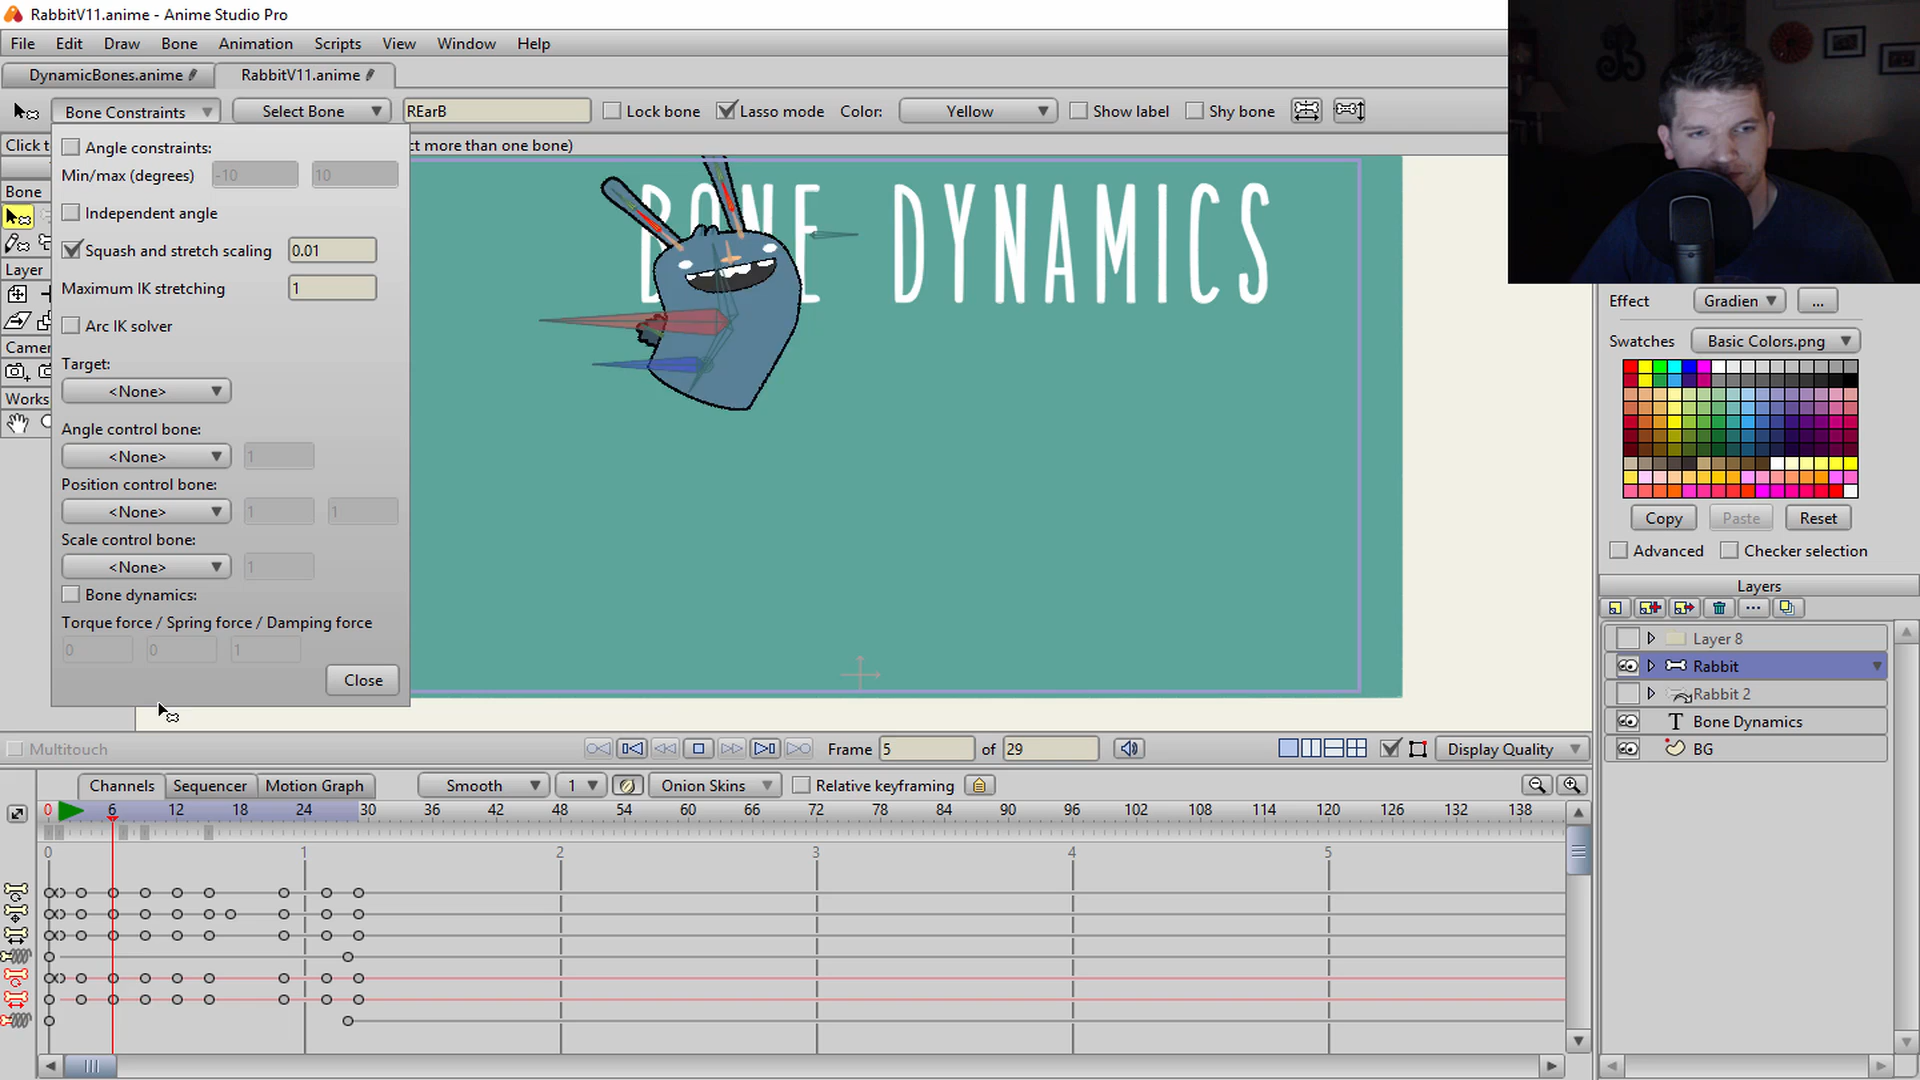 RabbitV11.anime - Anime Studio Pro
File Edit Draw Bone Animation Scripts View Window Help
DynamicBones.anime RabbitV11.anime
Bone Constraints Select Bone REarB Lock bone Lasso mode Color: Yellow Show label Shy bone
Click t ct more than one bone)
Angle constraints:
Min/max (degrees) -10 10
Independent angle
Squash and stretch scaling 0.01
Maximum IK stretching 1
Arc IK solver
Target:
<None>
Angle control bone:
<None> 1
Position control bone:
<None> 1 1
Scale control bone:
<None> 1
Bone dynamics:
Torque force / Spring force / Damping force
0 0 1
Close
Bone
Layer
Came
Works
BONE DYNAMICS
Effect Gradien ...
Swatches Basic Colors.png
Copy Paste Reset
Advanced Checker selection
Layers
Layer 8
Rabbit
Rabbit 2
T Bone Dynamics
BG
Multitouch Frame 5 of 29 Display Quality
Channels Sequencer Motion Graph Smooth 1 Onion Skins Relative keyframing
0 6 12 18 24 30 36 42 48 54 60 66 72 78 84 90 96 102 108 114 120 126 132 138
0 1 2 3 4 5